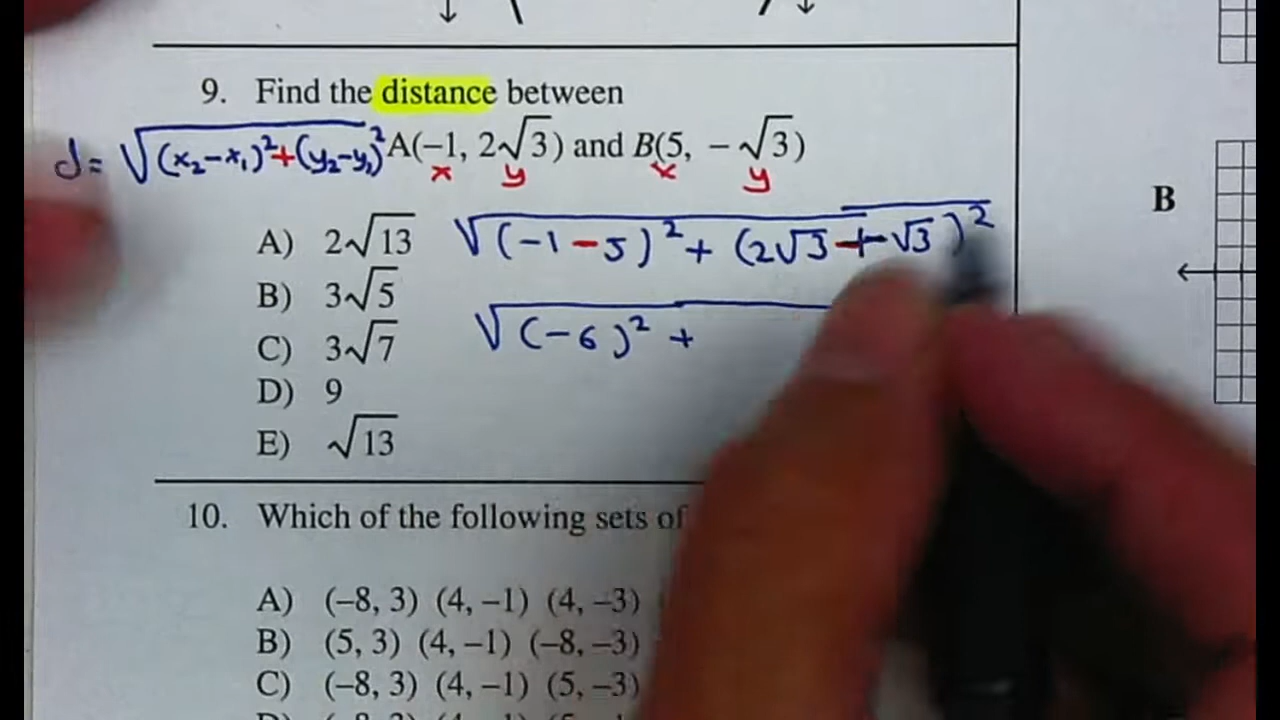 9. Find the distance between
d = √(x₂-x₁)²+(y₂-y₁)² A(−1, 2√3) and B(5, −√3)
x y x y
A) 2√13 √(-1-5)² + (2√3+-√3)²
B) 3√5
√(-6)² +
C) 3√7
D) 9
E) √13
10. Which of the following sets of
A) (−8, 3) (4, −1) (4, −3)
B) (5, 3) (4, −1) (−8, −3)
C) (−8, 3) (4, −1) (5, −3)
B